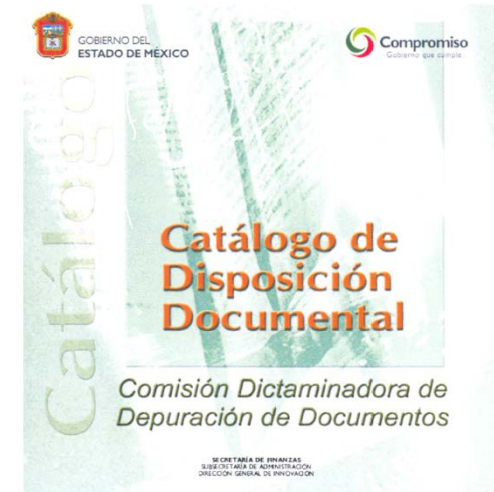 GOBIERNO DEL
ESTADO DE MÉXICO
Compromiso
Gobierno que cumple
Catálogo
Catálogo de
Disposición
Documental
Comisión Dictaminadora de
Depuración de Documentos
SECRETARÍA DE FINANZAS
SUBSECRETARÍA DE ADMINISTRACIÓN
DIRECCIÓN GENERAL DE INNOVACIÓN